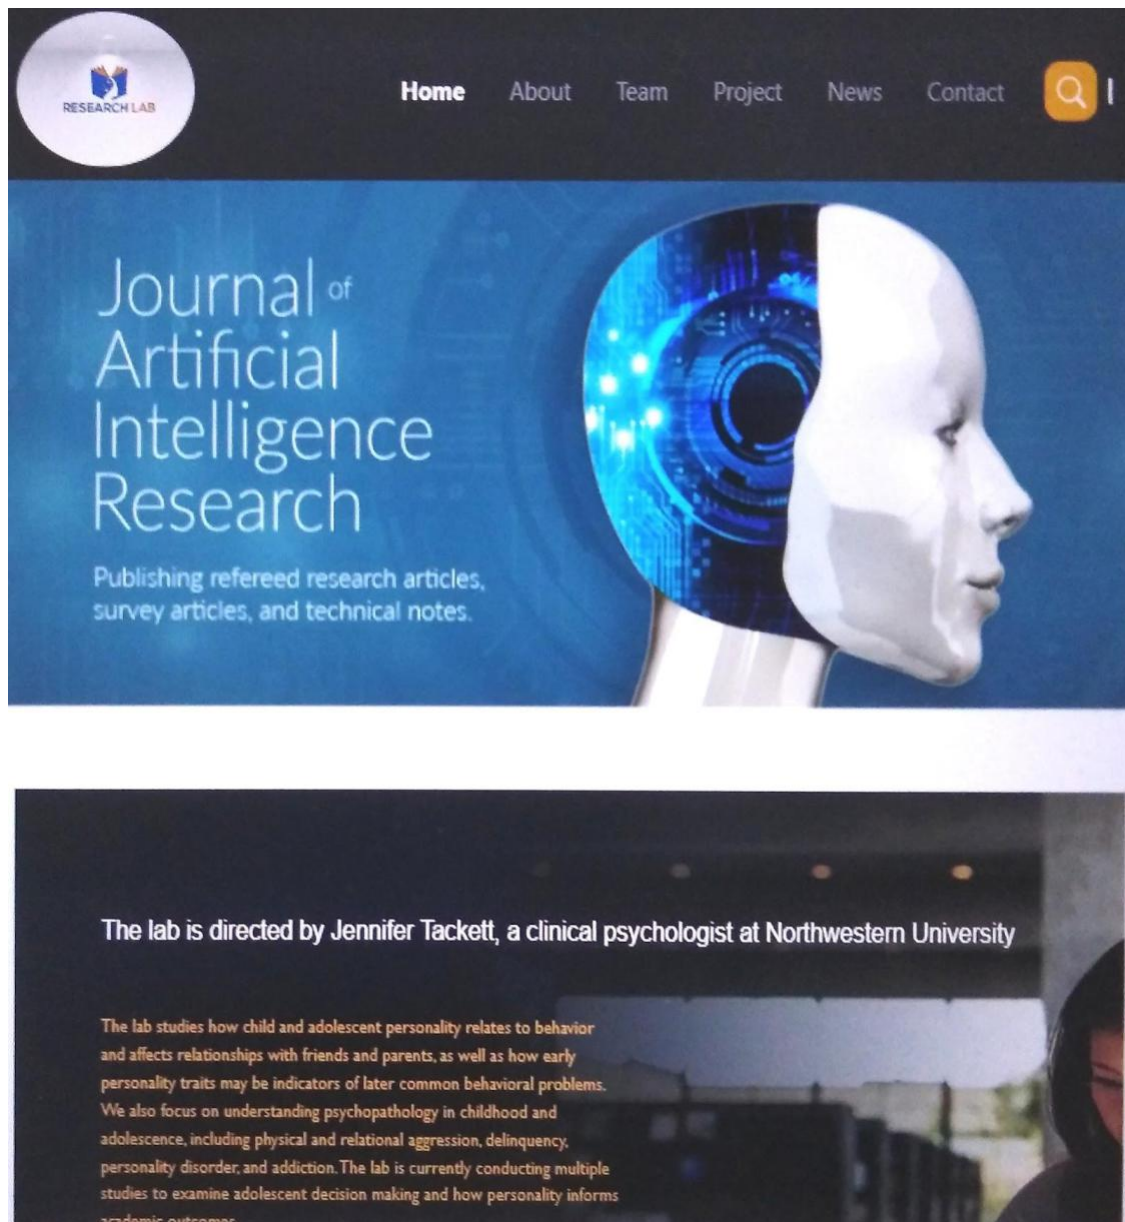 RESEARCH LAB
Home About Team Project News Contact
Journal of
Artificial
Intelligence
Research
Publishing refereed research articles,
survey articles, and technical notes.
The lab is directed by Jennifer Tackett, a clinical psychologist at Northwestern University
The lab studies how child and adolescent personality relates to behavior
and affects relationships with friends and parents, as well as how early
personality traits may be indicators of later common behavioral problems.
We also focus on understanding psychopathology in childhood and
adolescence, including physical and relational aggression, delinquency,
personality disorder, and addiction. The lab is currently conducting multiple
studies to examine adolescent decision making and how personality informs
academic outcomes